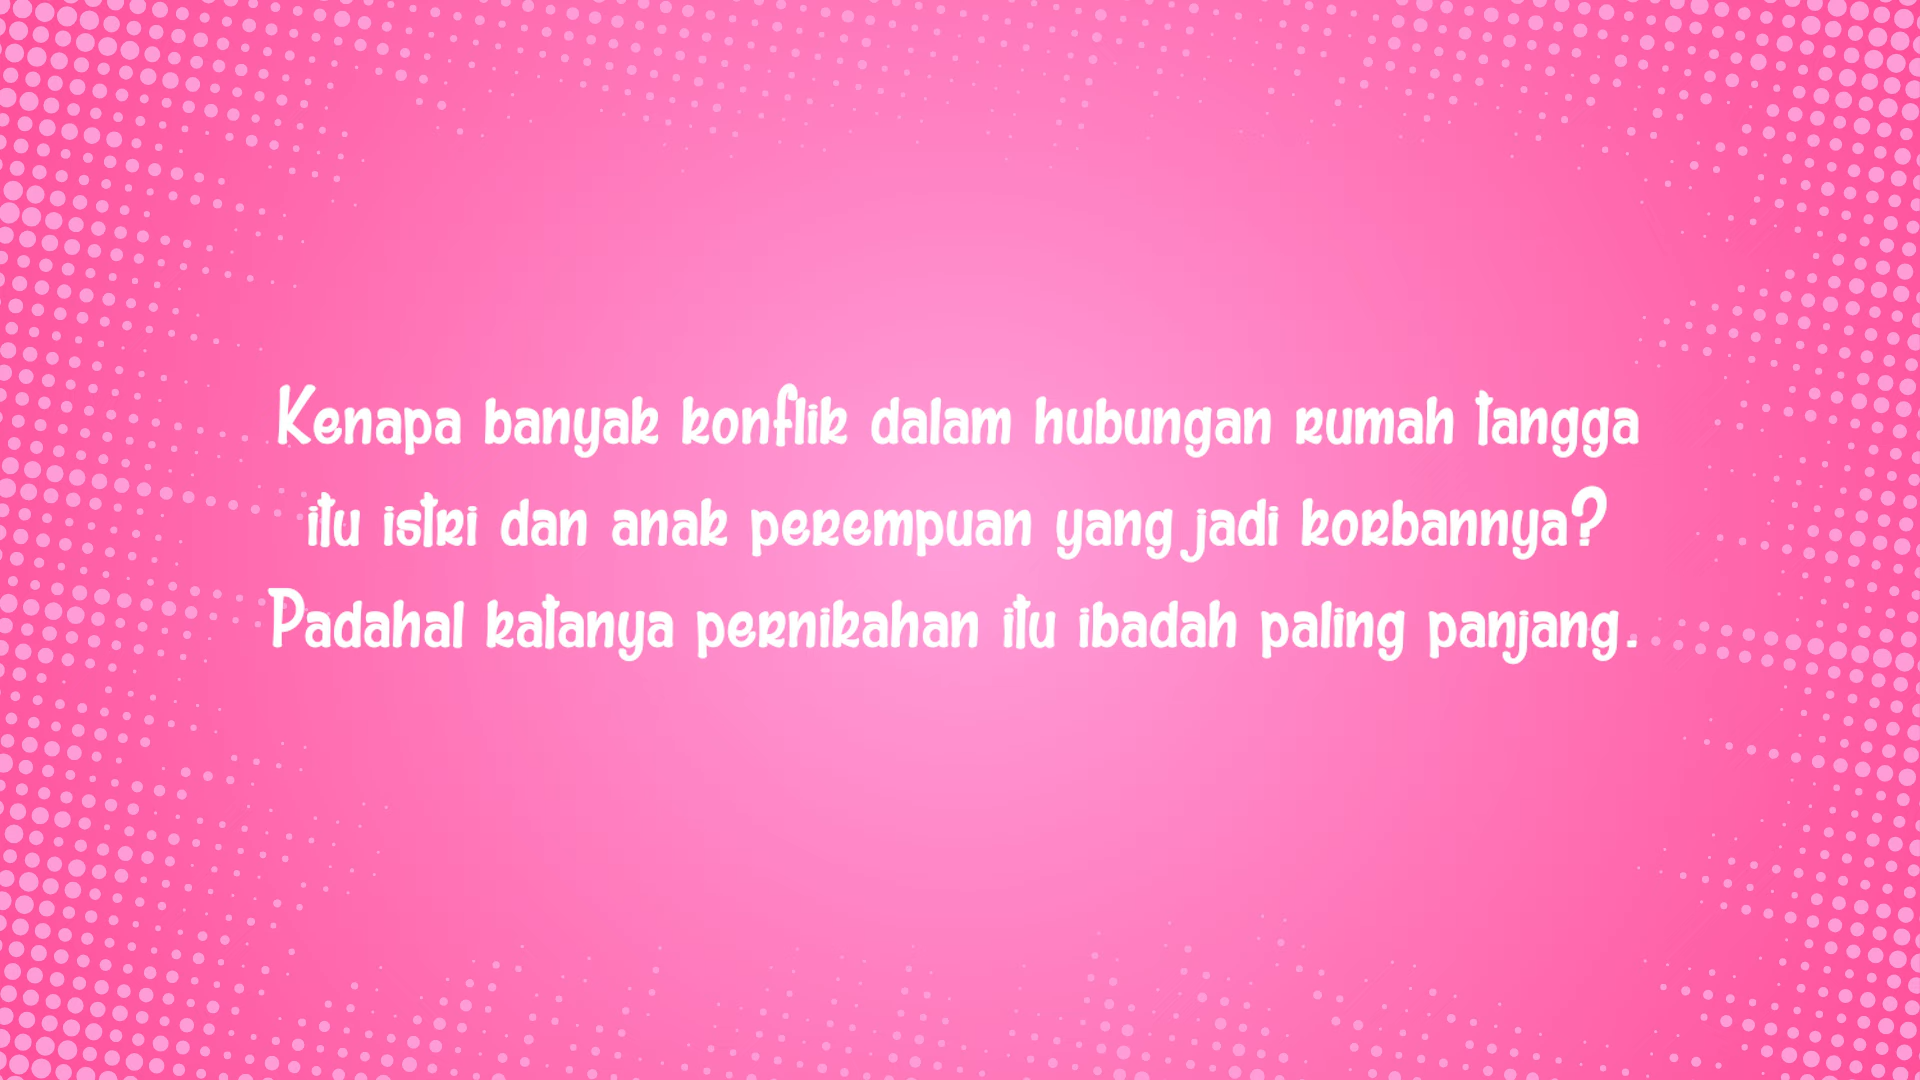 Kenapa banyak konflik dalam hubungan rumah tangga
itu istri dan anak perempuan yang jadi korbannya?
Padahal katanya pernikahan itu ibadah paling panjang.